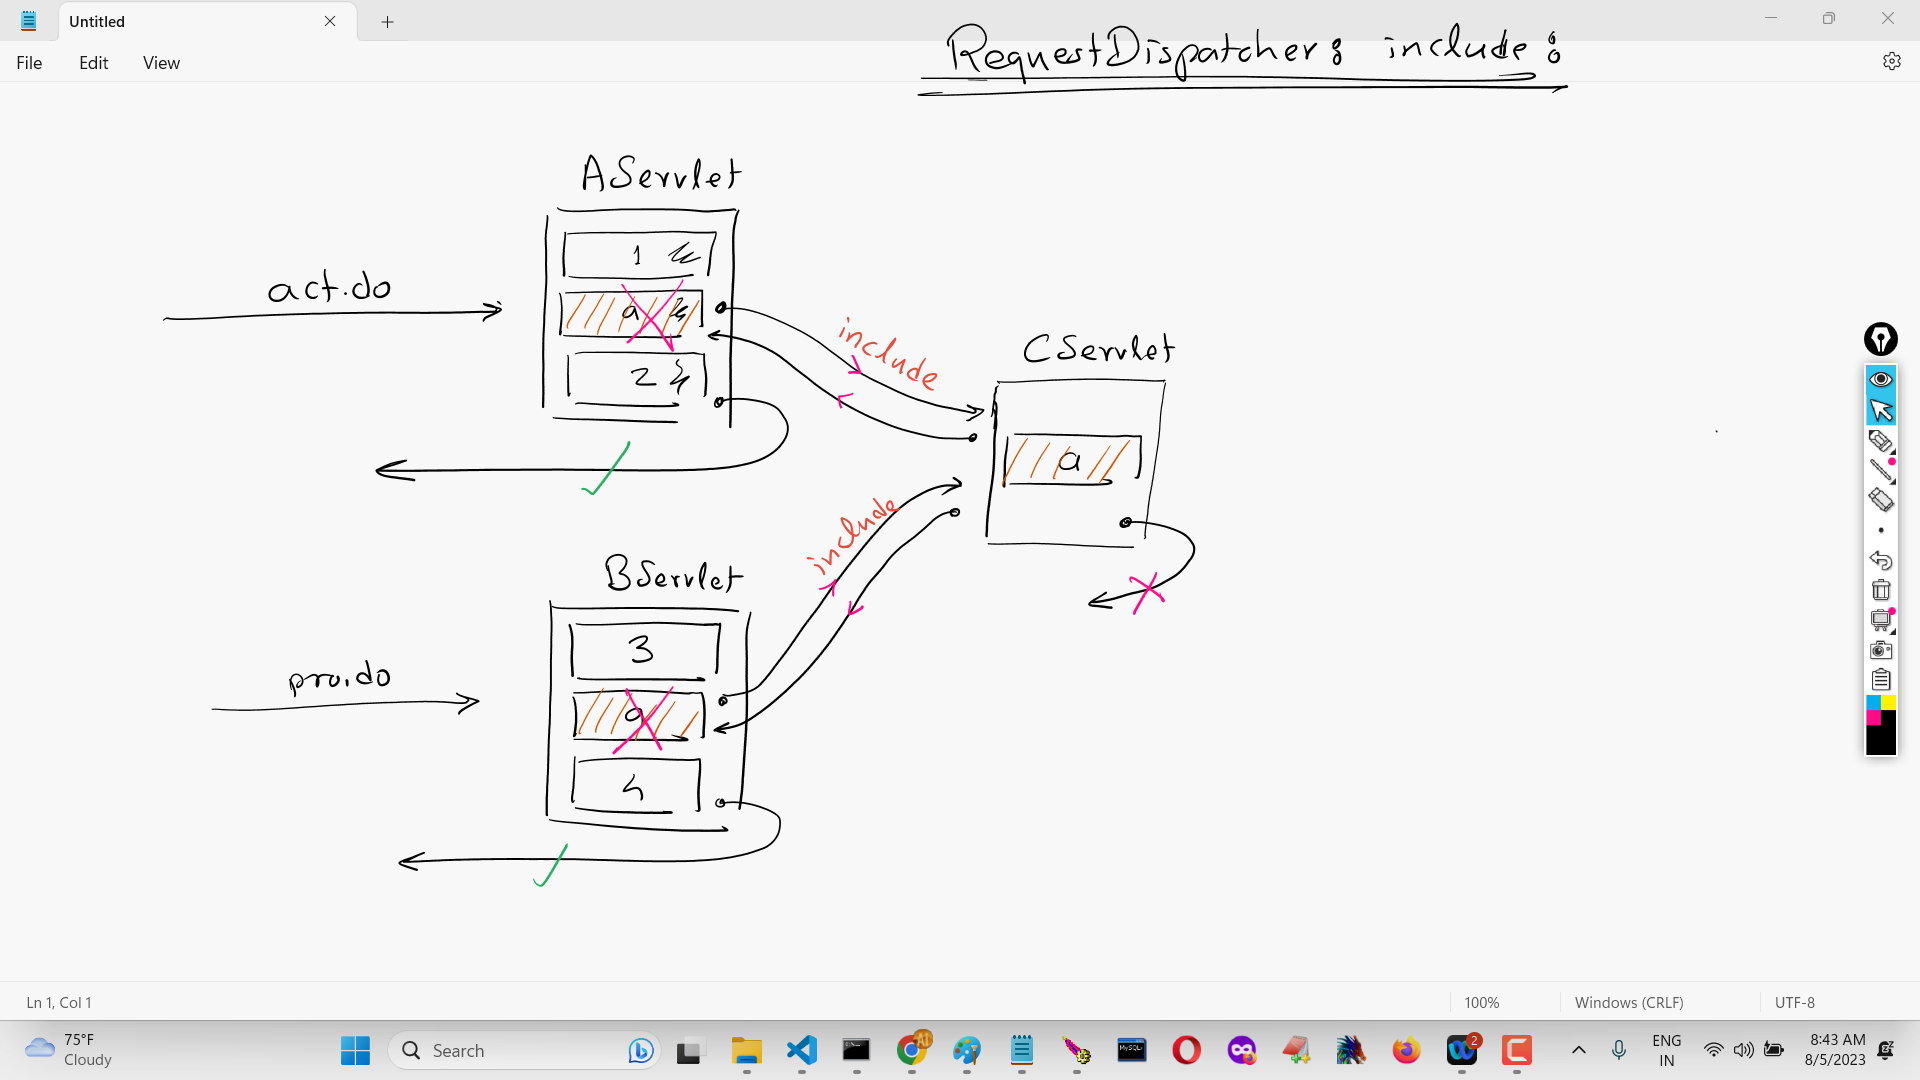 Untitled
File Edit View
RequestDispatcher: include:
AServlet
1
act.do
a
2
include
CServlet
a
include
BServlet
3
pro.do
a
4
Ln 1, Col 1
100%
Windows (CRLF)
UTF-8
75°F
Cloudy
Search
ENG
IN
8:43 AM
8/5/2023
2